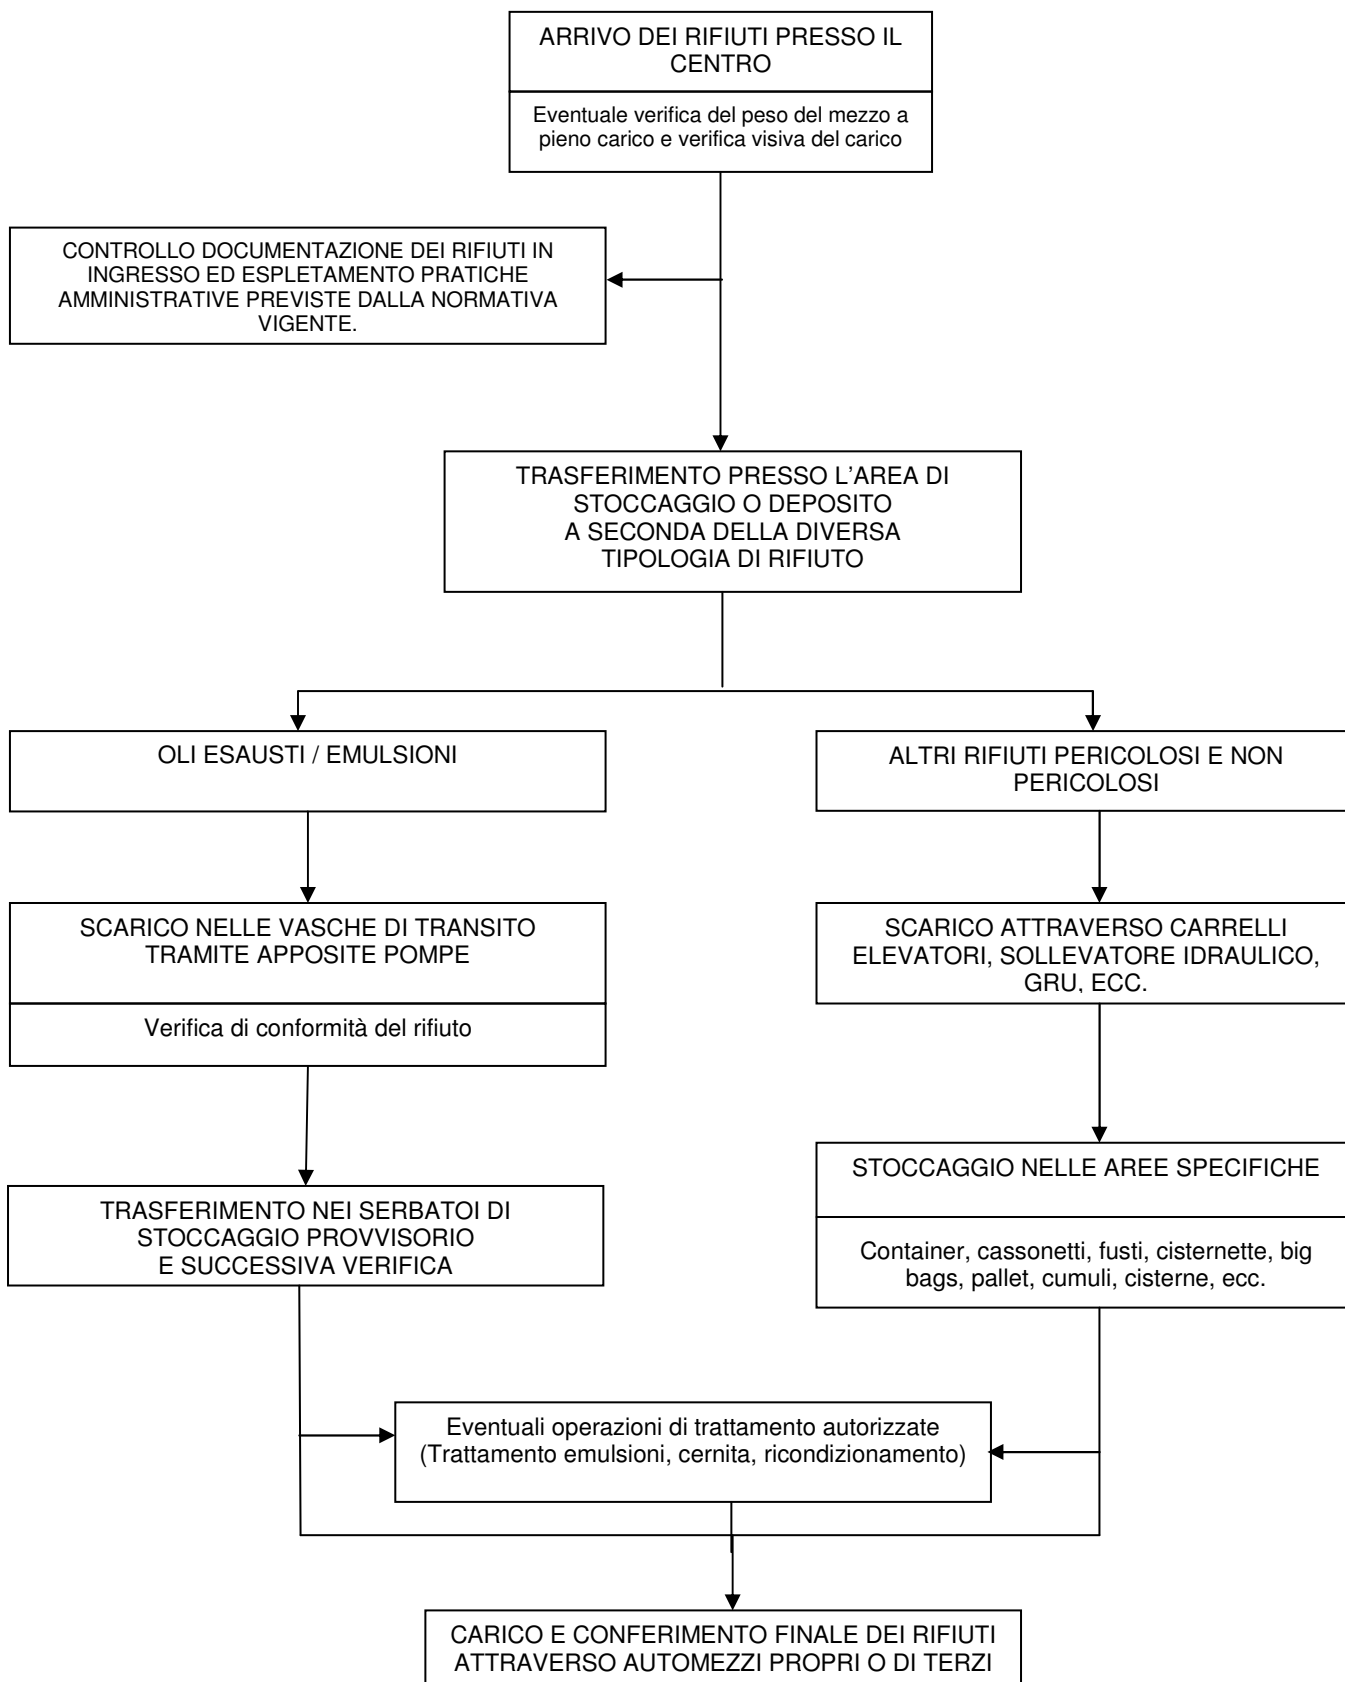 ARRIVO DEI RIFIUTI PRESSO IL
CENTRO
Eventuale verifica del peso del mezzo a
pieno carico e verifica visiva del carico
CONTROLLO DOCUMENTAZIONE DEI RIFIUTI IN
INGRESSO ED ESPLETAMENTO PRATICHE
AMMINISTRATIVE PREVISTE DALLA NORMATIVA
VIGENTE.
TRASFERIMENTO PRESSO L'AREA DI
STOCCAGGIO O DEPOSITO
A SECONDA DELLA DIVERSA
TIPOLOGIA DI RIFIUTO
OLI ESAUSTI / EMULSIONI
ALTRI RIFIUTI PERICOLOSI E NON
PERICOLOSI
SCARICO NELLE VASCHE DI TRANSITO
TRAMITE APPOSITE POMPE
Verifica di conformità del rifiuto
SCARICO ATTRAVERSO CARRELLI
ELEVATORI, SOLLEVATORE IDRAULICO,
GRU, ECC.
TRASFERIMENTO NEI SERBATOI DI
STOCCAGGIO PROVVISORIO
E SUCCESSIVA VERIFICA
STOCCAGGIO NELLE AREE SPECIFICHE
Container, cassonetti, fusti, cisternette, big
bags, pallet, cumuli, cisterne, ecc.
Eventuali operazioni di trattamento autorizzate
(Trattamento emulsioni, cernita, ricondizionamento)
CARICO E CONFERIMENTO FINALE DEI RIFIUTI
ATTRAVERSO AUTOMEZZI PROPRI O DI TERZI